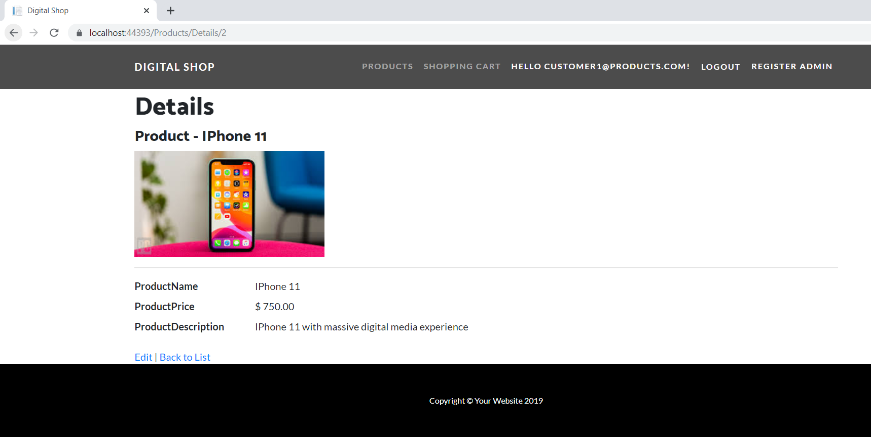 Digital Shop
localhost:44393/Products/Details/2
DIGITAL SHOP PRODUCTS SHOPPING CART HELLO CUSTOMER1@PRODUCTS.COM! LOGOUT REGISTER ADMIN
Details
Product - IPhone 11
ProductName IPhone 11
ProductPrice $ 750.00
ProductDescription IPhone 11 with massive digital media experience
Edit | Back to List
Copyright © Your Website 2019